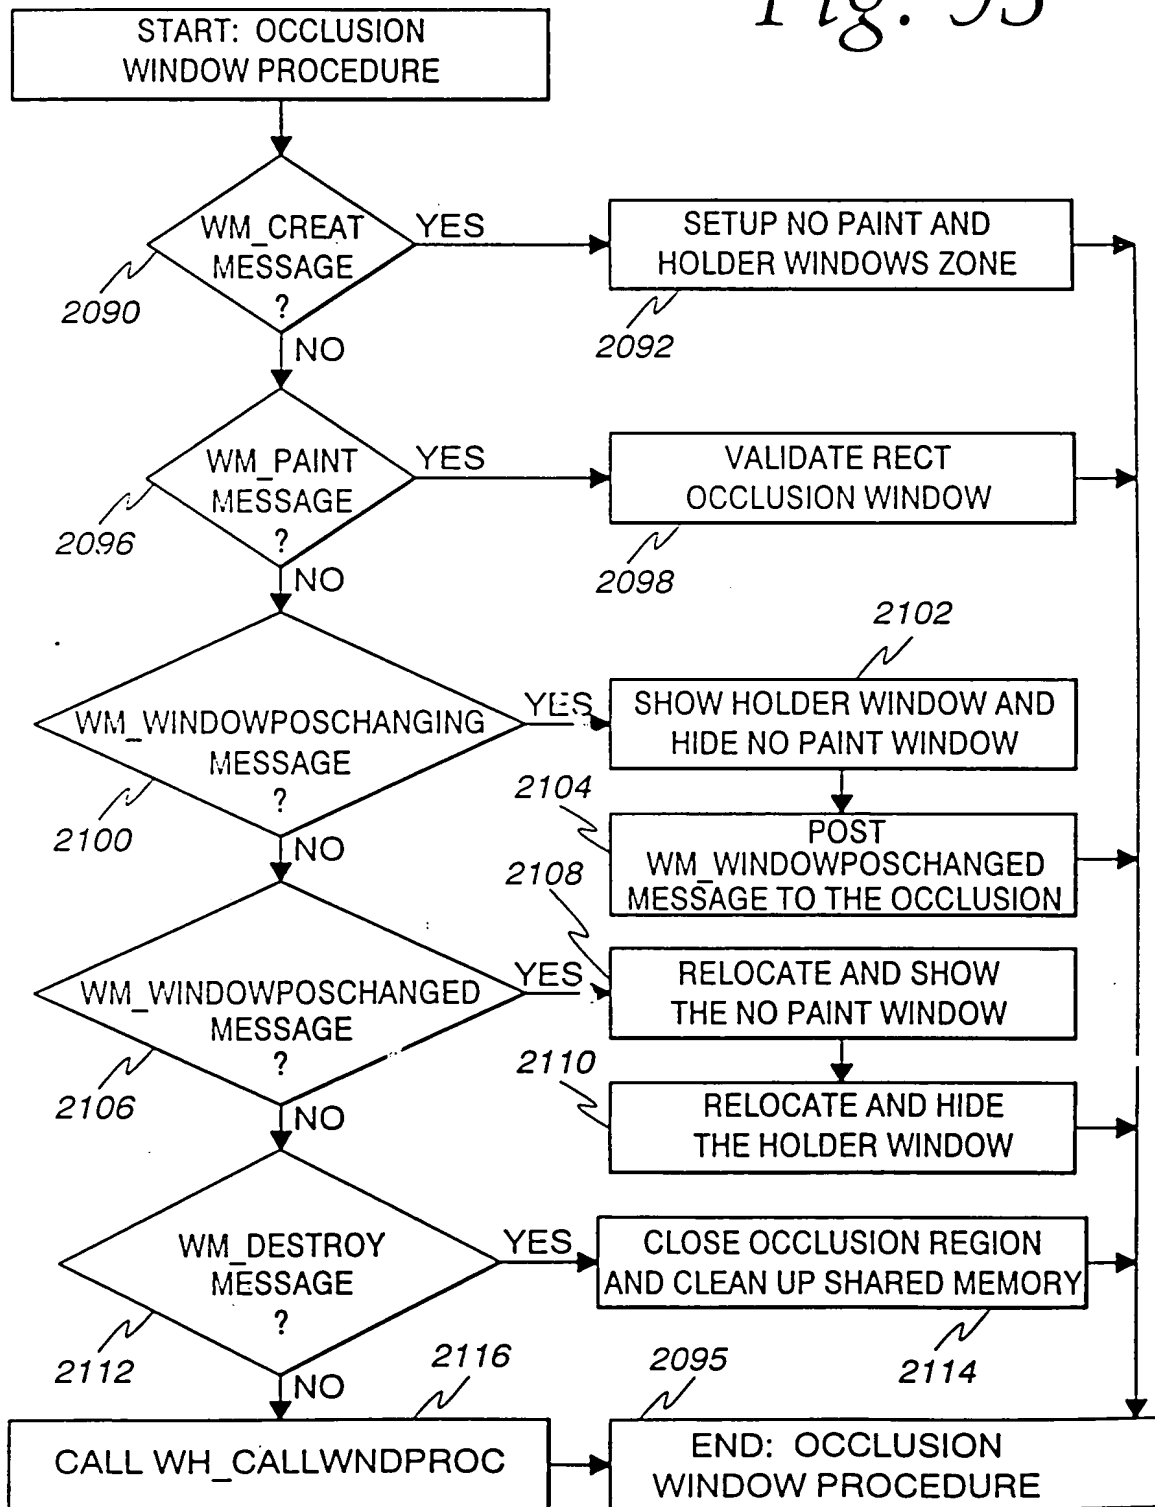 Fig. 93
START: OCCLUSION
WINDOW PROCEDURE
WM_CREAT
MESSAGE
?
YES
2090
NO
SETUP NO PAINT AND
HOLDER WINDOWS ZONE
2092
WM_PAINT
MESSAGE
?
YES
2096
NO
VALIDATE RECT
OCCLUSION WINDOW
2098
WM_WINDOWPOSCHANGING
MESSAGE
?
YES
2100
NO
2102
SHOW HOLDER WINDOW AND
HIDE NO PAINT WINDOW
2104
POST
WM_WINDOWPOSCHANGED
MESSAGE TO THE OCCLUSION
WM_WINDOWPOSCHANGED
MESSAGE
?
YES
2106
NO
2108
RELOCATE AND SHOW
THE NO PAINT WINDOW
2110
RELOCATE AND HIDE
THE HOLDER WINDOW
WM_DESTROY
MESSAGE
?
YES
2112
NO
CLOSE OCCLUSION REGION
AND CLEAN UP SHARED MEMORY
2114
2116
CALL WH_CALLWNDPROC
2095
END: OCCLUSION
WINDOW PROCEDURE